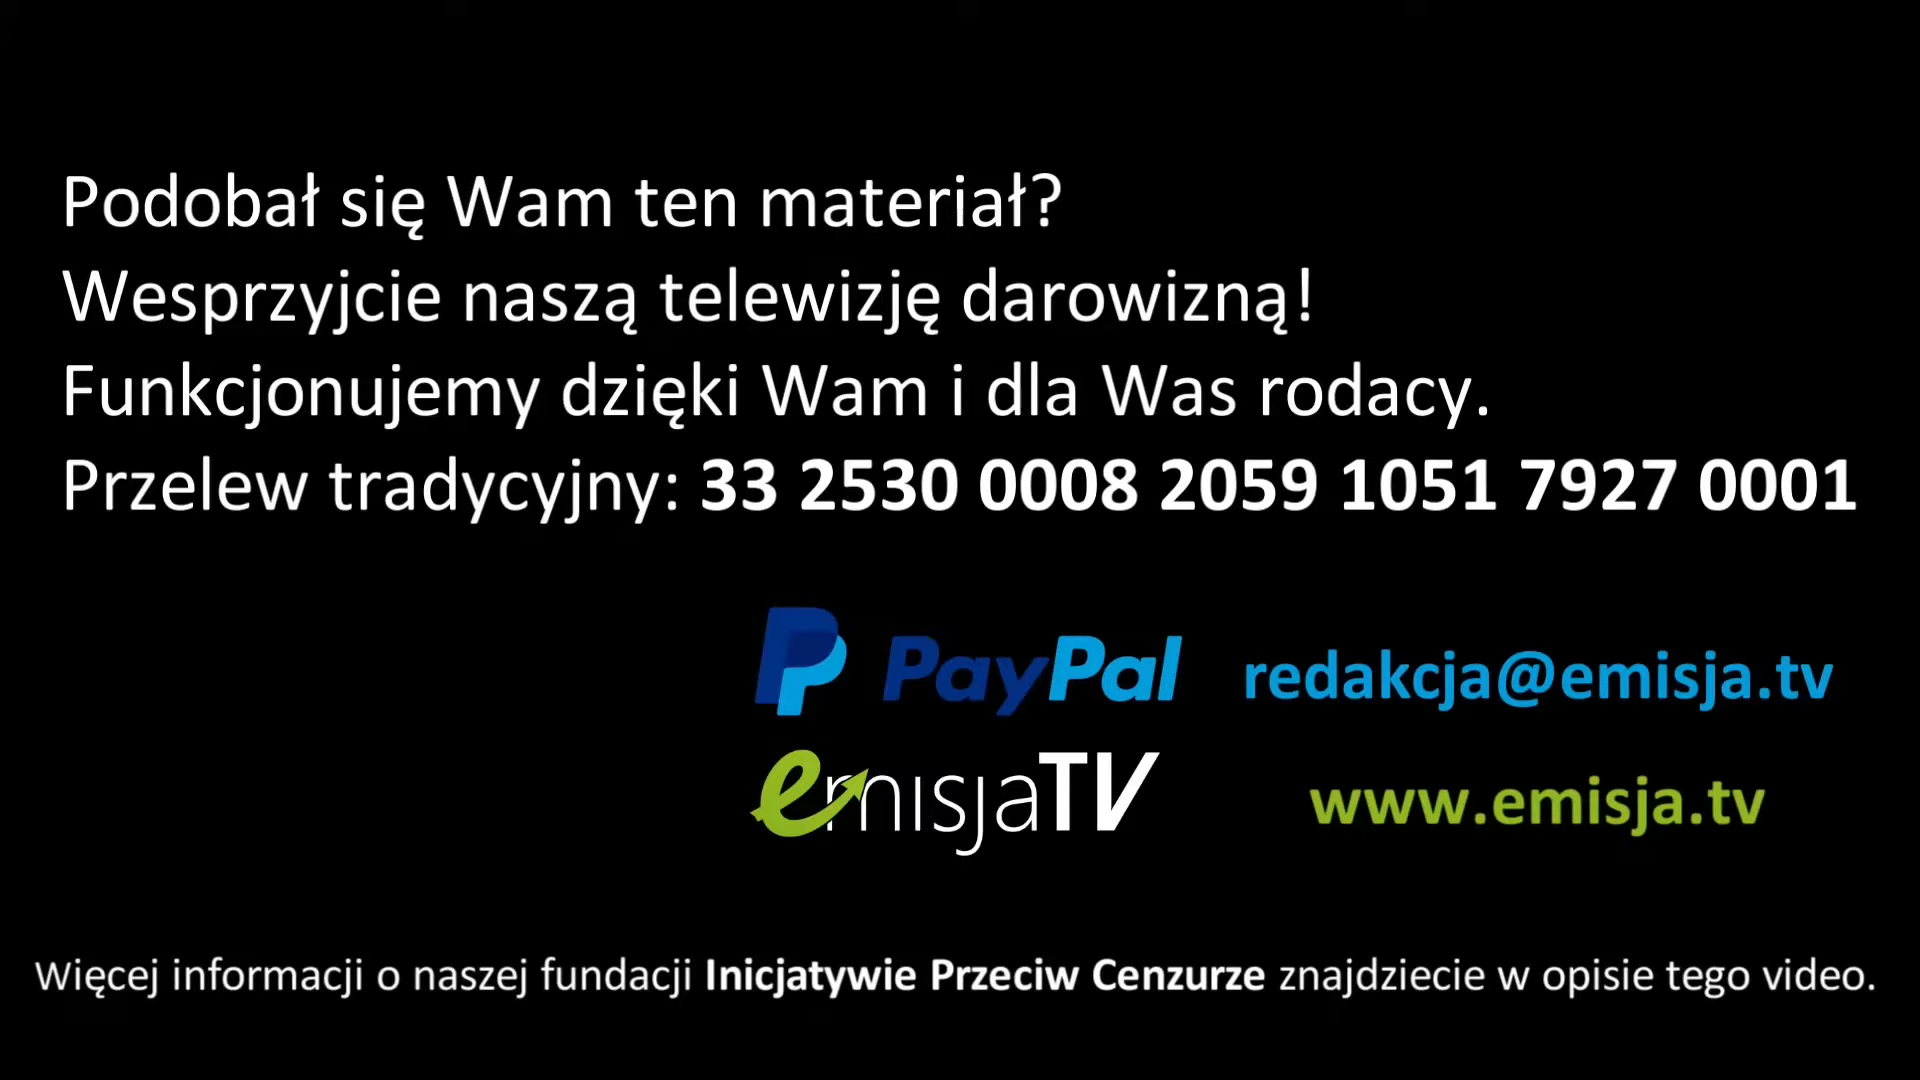 Podobał się Wam ten materiał?
Wesprzyjcie naszą telewizję darowizną!
Funkcjonujemy dzięki Wam i dla Was rodacy.
Przelew tradycyjny: 33 2530 0008 2059 1051 7927 0001
PayPal redakcja@emisja.tv
emisjaTV www.emisja.tv
Więcej informacji o naszej fundacji Inicjatywie Przeciw Cenzurze znajdziecie w opisie tego video.